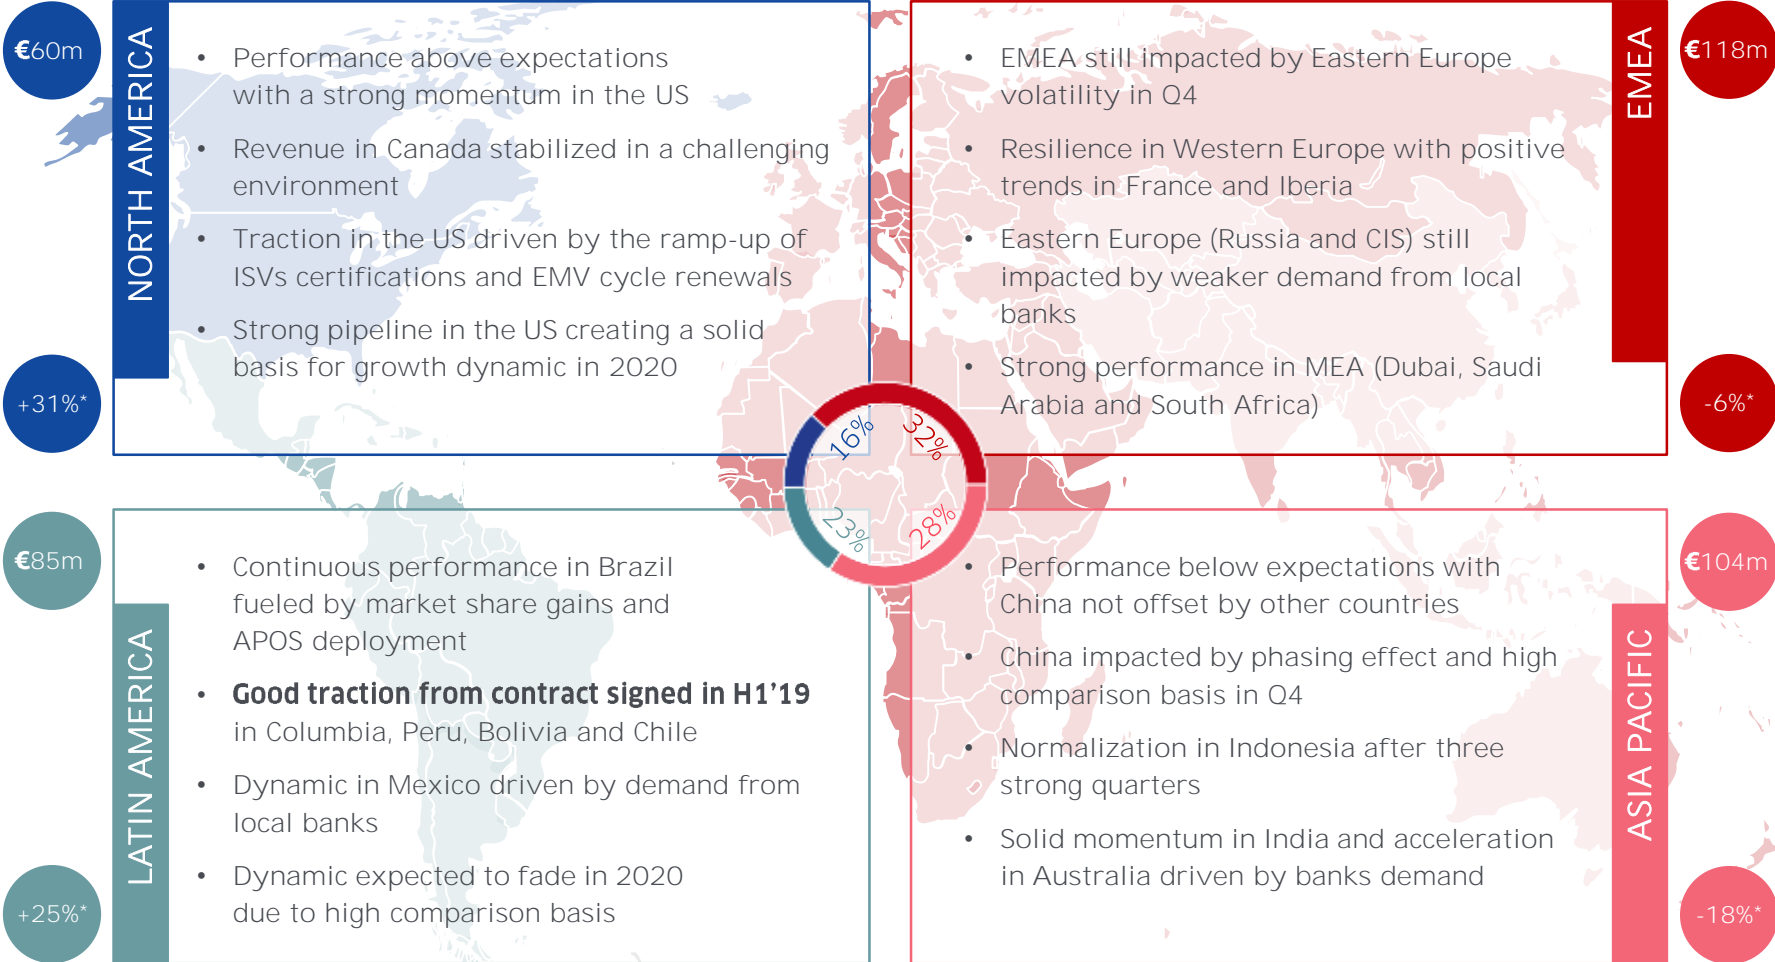 €60m
NORTH AMERICA
+31%*
• Performance above expectations
with a strong momentum in the US
• Revenue in Canada stabilized in a challenging
environment
• Traction in the US driven by the ramp-up of
ISVs certifications and EMV cycle renewals
• Strong pipeline in the US creating a solid
basis for growth dynamic in 2020
• EMEA still impacted by Eastern Europe
volatility in Q4
• Resilience in Western Europe with positive
trends in France and Iberia
• Eastern Europe (Russia and CIS) still
impacted by weaker demand from local
banks
• Strong performance in MEA (Dubai, Saudi
Arabia and South Africa)
EMEA
€118m
-6%*
16%
32%
23%
28%
€85m
LATIN AMERICA
+25%*
• Continuous performance in Brazil
fueled by market share gains and
APOS deployment
• Good traction from contract signed in H1’19
in Columbia, Peru, Bolivia and Chile
• Dynamic in Mexico driven by demand from
local banks
• Dynamic expected to fade in 2020
due to high comparison basis
• Performance below expectations with
China not offset by other countries
• China impacted by phasing effect and high
comparison basis in Q4
• Normalization in Indonesia after three
strong quarters
• Solid momentum in India and acceleration
in Australia driven by banks demand
ASIA PACIFIC
€104m
-18%*